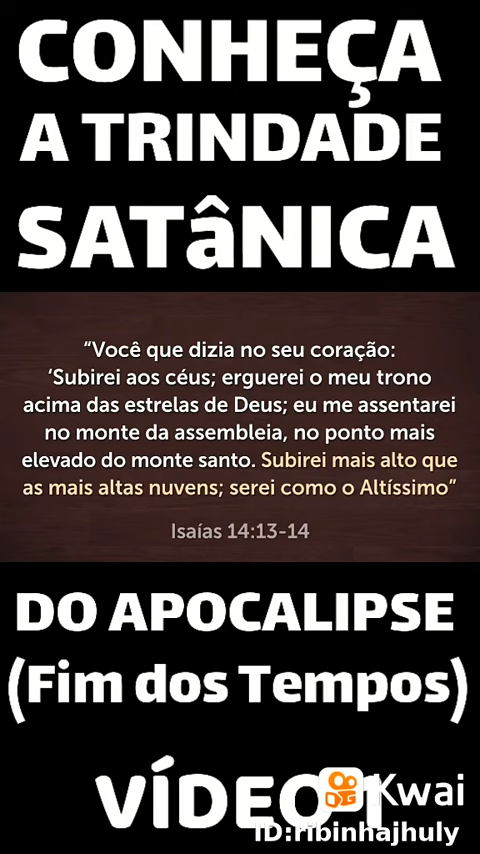 CONHEÇA
A TRINDADE
SATâNICA
“Você que dizia no seu coração:
‘Subirei aos céus; erguerei o meu trono
acima das estrelas de Deus; eu me assentarei
no monte da assembleia, no ponto mais
elevado do monte santo. Subirei mais alto que
as mais altas nuvens; serei como o Altíssimo”
Isaías 14:13-14
DO APOCALIPSE
(Fim dos Tempos)
VÍDEO 1
Kwai
ID:ribinhajhuly